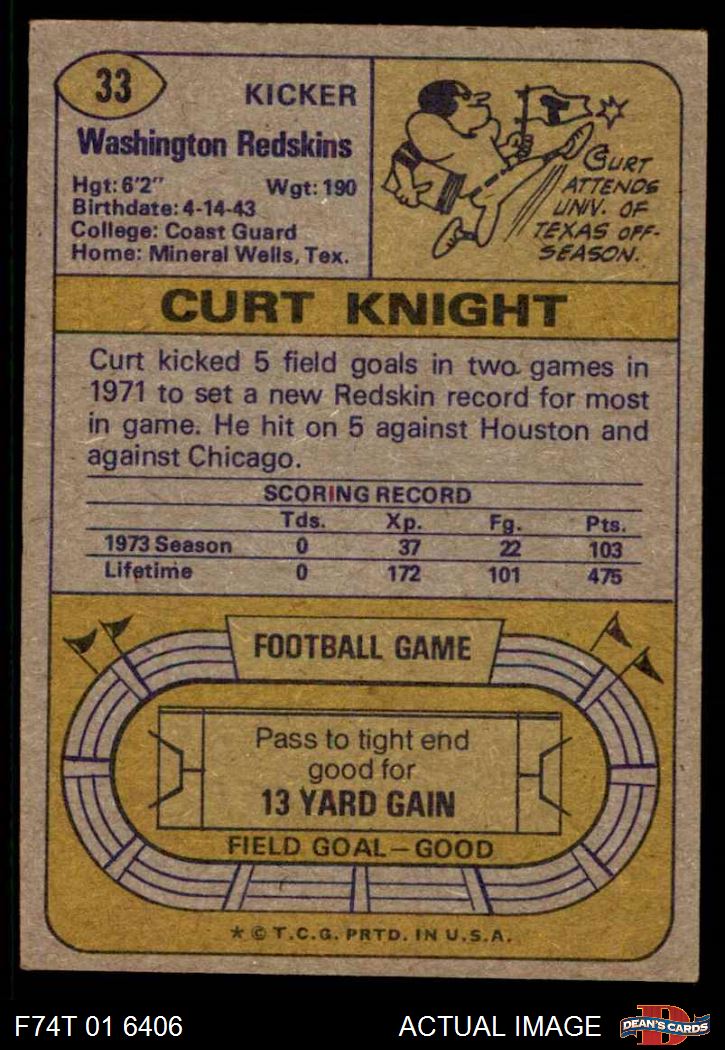 33
KICKER
Washington Redskins
Hgt: 6'2" Wgt: 190
Birthdate: 4-14-43
College: Coast Guard
Home: Mineral Wells, Tex.
CURT
ATTENDS
UNIV. OF
TEXAS OFF-
SEASON.
CURT KNIGHT
Curt kicked 5 field goals in two games in
1971 to set a new Redskin record for most
in game. He hit on 5 against Houston and
against Chicago.
SCORING RECORD
Tds. Xp. Fg. Pts.
1973 Season 0 37 22 103
Lifetime 0 172 101 475
FOOTBALL GAME
Pass to tight end
good for
13 YARD GAIN
FIELD GOAL—GOOD
* © T.C.G. PRTD. IN U.S.A.
F74T 01 6406 ACTUAL IMAGE
D
DEAN'S CARDS